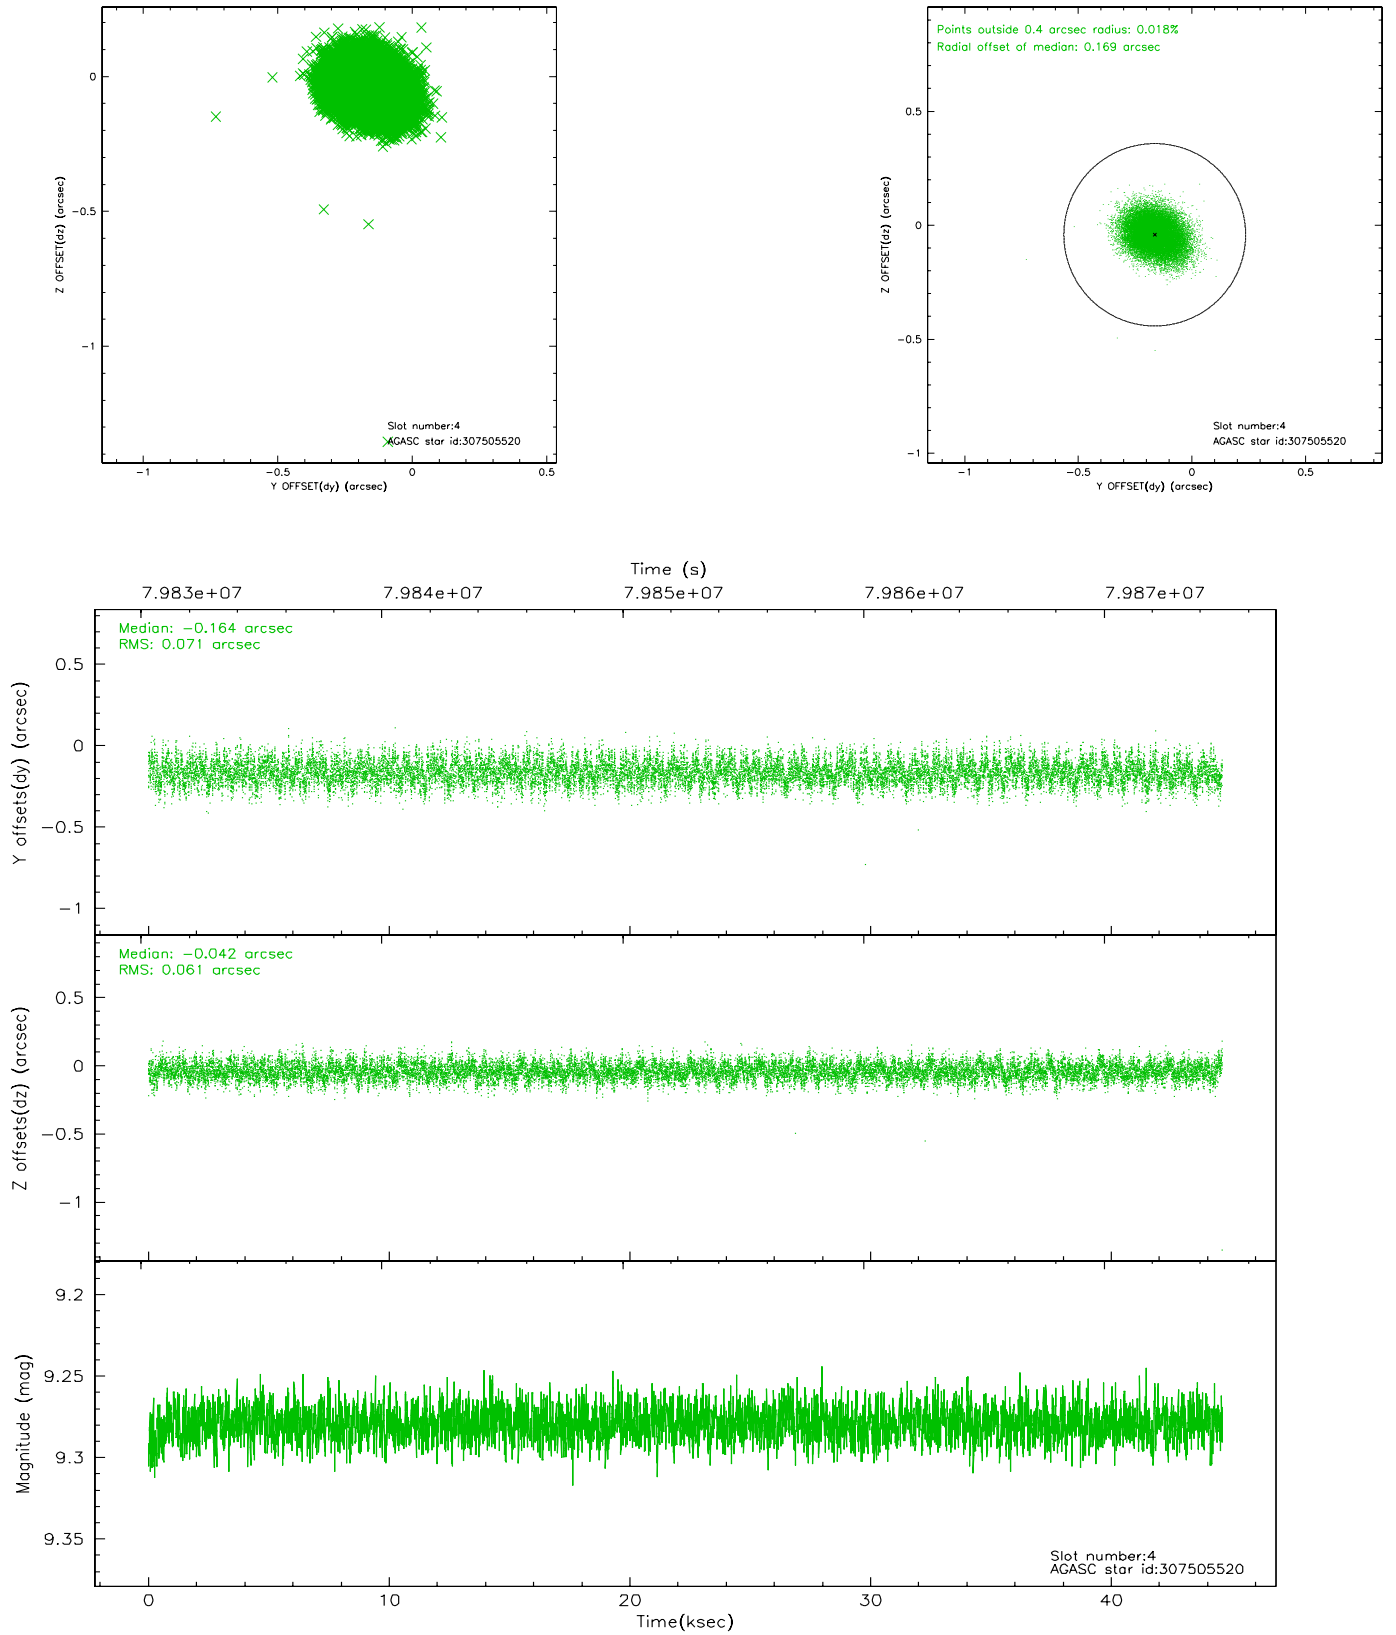 0
−0.5
−1
Z OFFSET(dz) (arcsec)
Slot number:4
AGASC star id:307505520
−1 −0.5 0 0.5
Y OFFSET(dy) (arcsec)
Points outside 0.4 arcsec radius: 0.018%
Radial offset of median: 0.169 arcsec
0.5
0
−0.5
−1
Z OFFSET(dz) (arcsec)
Slot number:4
AGASC star id:307505520
−1 −0.5 0 0.5
Y OFFSET(dy) (arcsec)
Time (s)
7.983e+07 7.984e+07 7.985e+07 7.986e+07 7.987e+07
Median: −0.164 arcsec
RMS: 0.071 arcsec
0.5
0
−0.5
−1
Y offsets(dy) (arcsec)
Median: −0.042 arcsec
RMS: 0.061 arcsec
0.5
0
−0.5
−1
Z offsets(dz) (arcsec)
9.2
9.25
9.3
9.35
Magnitude (mag)
Slot number:4
AGASC star id:307505520
0 10 20 30 40
Time(ksec)